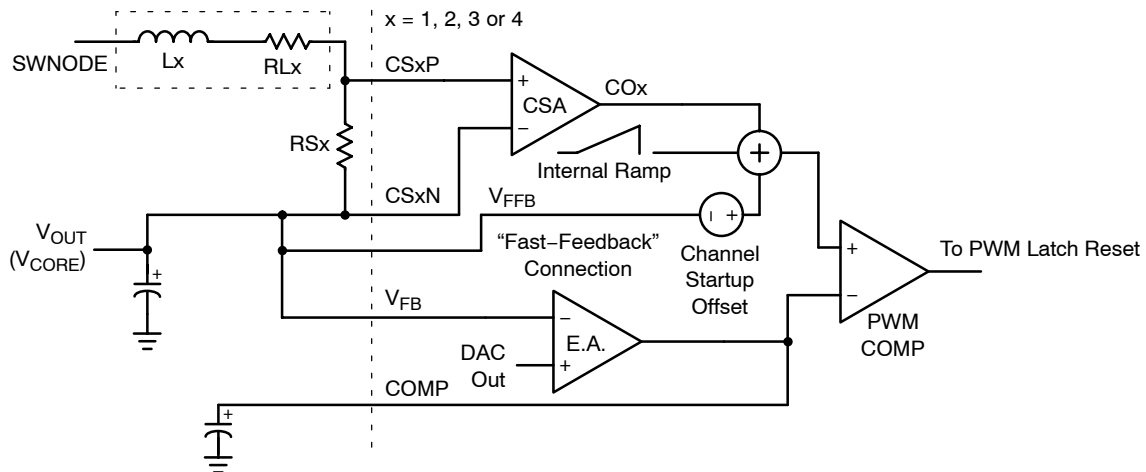 x = 1, 2, 3 or 4
SWNODE
Lx
RLx
CSxP
COx
+
CSA
−
RSx
Internal Ramp
+
CSxN
VFFB
− +
VOUT
(VCORE)
+
“Fast−Feedback”
Connection
Channel
Startup
Offset
+
−
To PWM Latch Reset
PWM
COMP
VFB
−
E.A.
+
DAC
Out
COMP
+